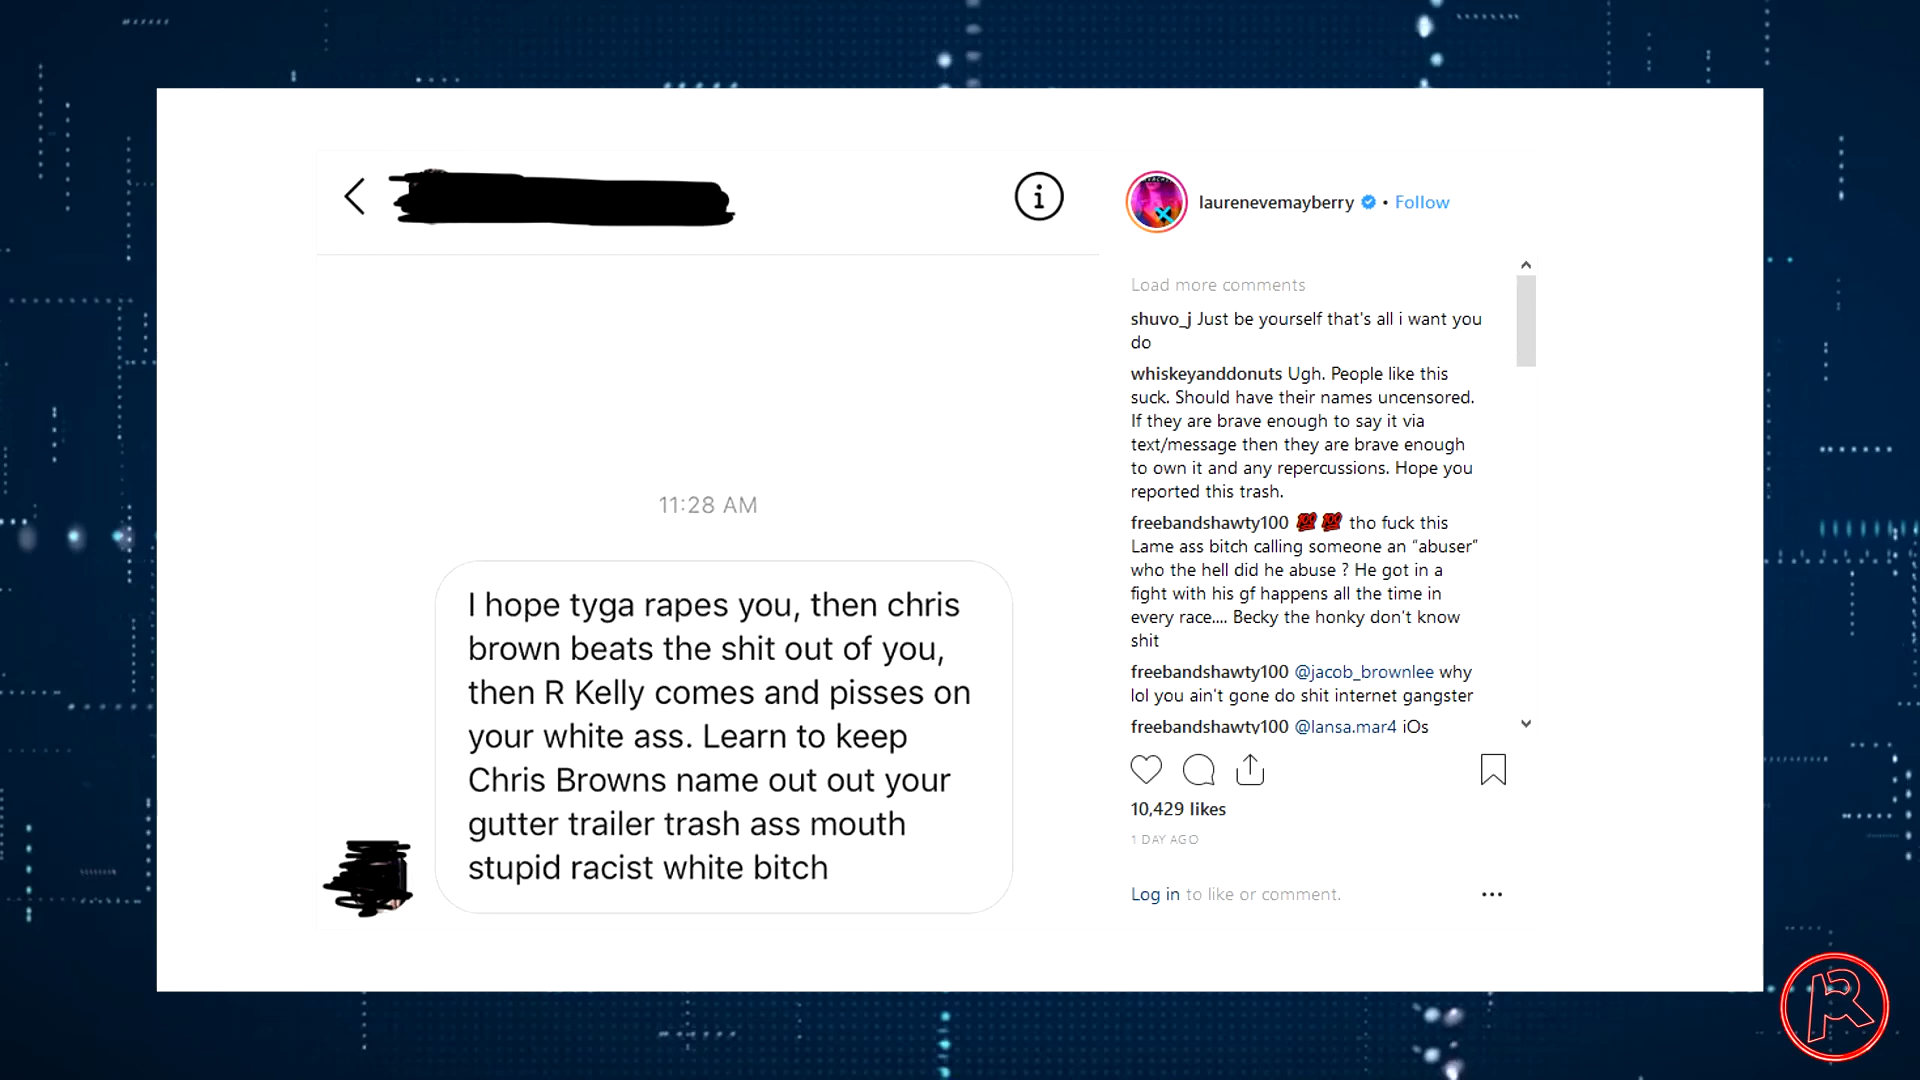 11:28 AM
I hope tyga rapes you, then chris
brown beats the shit out of you,
then R Kelly comes and pisses on
your white ass. Learn to keep
Chris Browns name out out your
gutter trailer trash ass mouth
stupid racist white bitch
laurenevemayberry • Follow
Load more comments
shuvo_j Just be yourself that's all i want you
do
whiskeyanddonuts Ugh. People like this
suck. Should have their names uncensored.
If they are brave enough to say it via
text/message then they are brave enough
to own it and any repercussions. Hope you
reported this trash.
freebandshawty100 💯 💯 tho fuck this
Lame ass bitch calling someone an “abuser”
who the hell did he abuse ? He got in a
fight with his gf happens all the time in
every race.... Becky the honky don't know
shit
freebandshawty100 @jacob_brownlee why
lol you ain't gone do shit internet gangster
freebandshawty100 @lansa.mar4 iOs
10,429 likes
1 DAY AGO
Log in to like or comment.